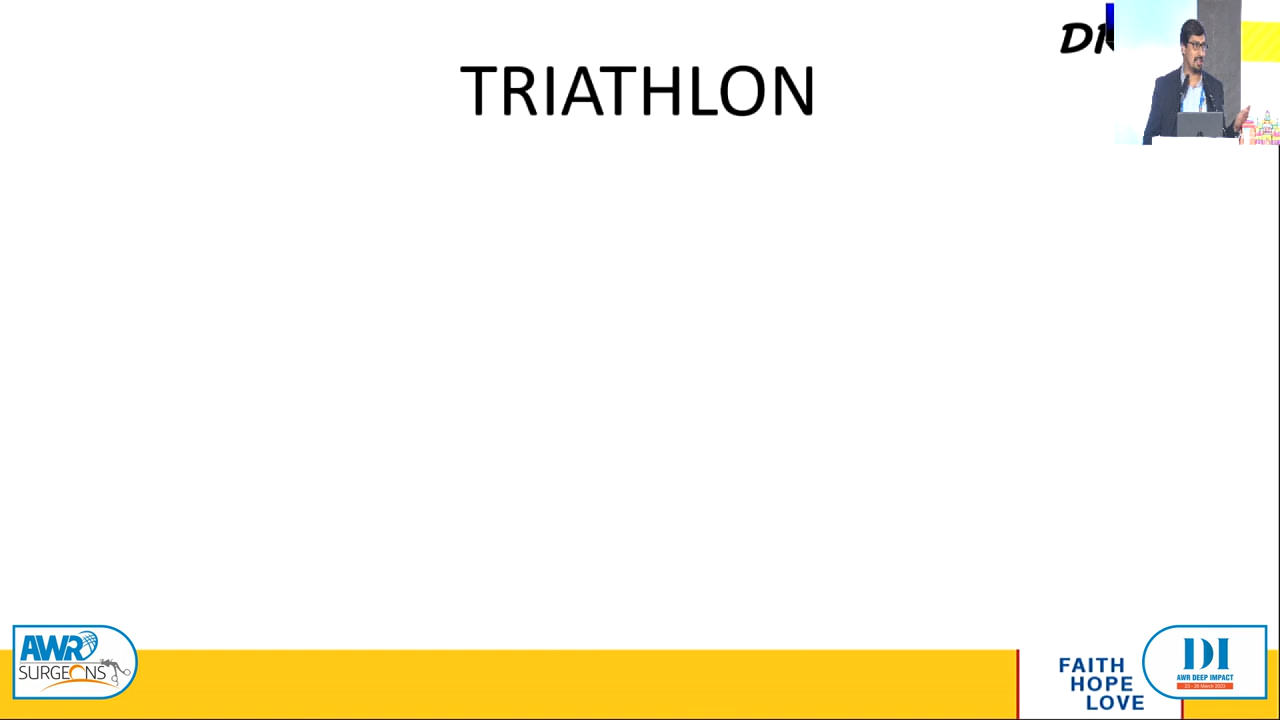 TRIATHLON
AWR
SURGEONS
FAITH
HOPE
LOVE
DI
AWR DEEP IMPACT